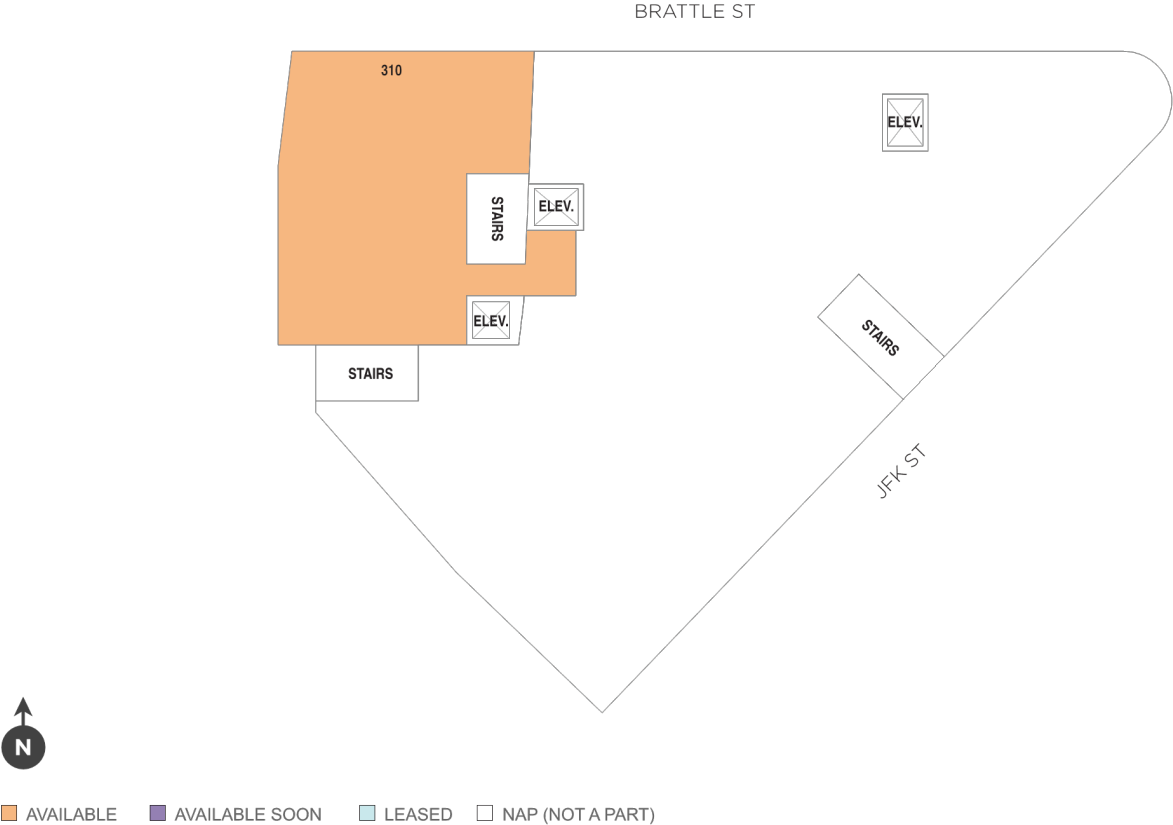 BRATTLE ST
310
ELEV.
STAIRS
ELEV.
ELEV.
STAIRS
STAIRS
JFK ST
N
AVAILABLE
AVAILABLE SOON
LEASED
NAP (NOT A PART)